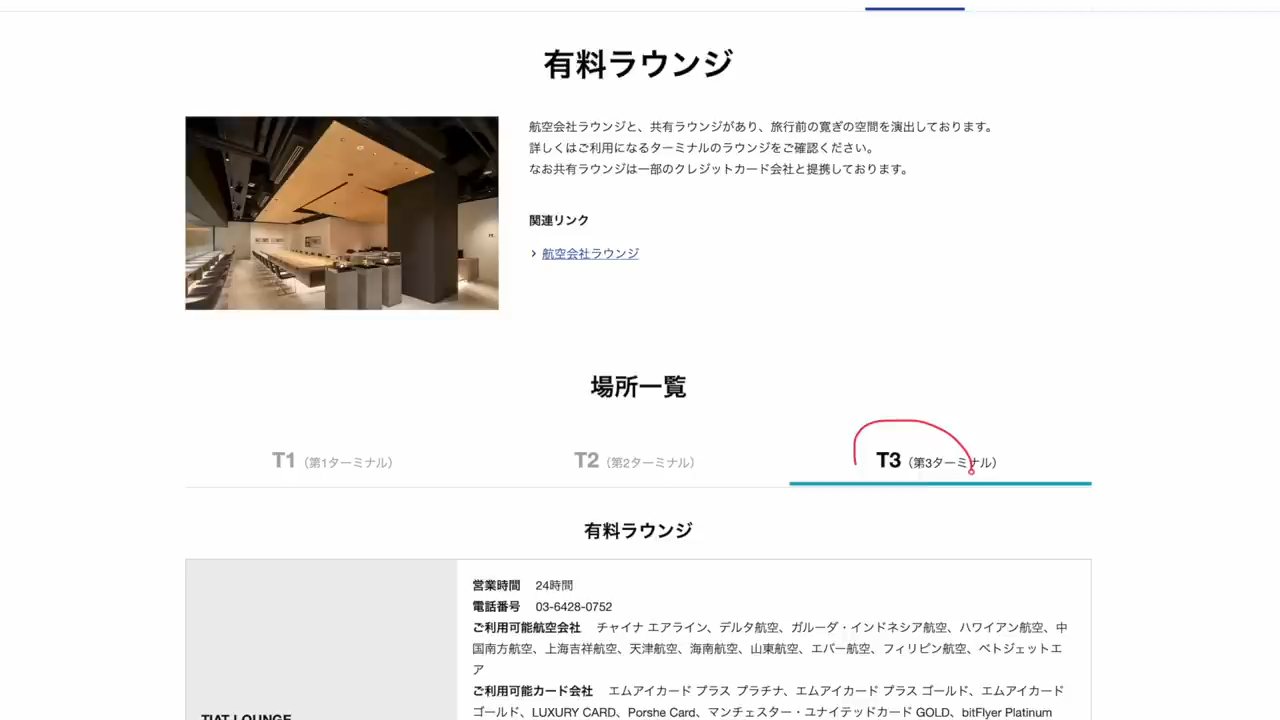 有料ラウンジ
航空会社ラウンジと、共有ラウンジがあり、旅行前の寛ぎの空間を演出しております。
詳しくはご利用になるターミナルのラウンジをご確認ください。
なお共有ラウンジは一部のクレジットカード会社と提携しております。
関連リンク
› 航空会社ラウンジ
場所一覧
T1（第1ターミナル）
T2（第2ターミナル）
T3（第3ターミナル）
有料ラウンジ
TIAT LOUNGE
営業時間 24時間
電話番号 03-6428-0752
ご利用可能航空会社 チャイナ エアライン、デルタ航空、ガルーダ・インドネシア航空、ハワイアン航空、中
国南方航空、上海吉祥航空、天津航空、海南航空、山東航空、エバー航空、フィリピン航空、ベトジェットエ
ア
ご利用可能カード会社 エムアイカード プラス プラチナ、エムアイカード プラス ゴールド、エムアイカード
ゴールド、LUXURY CARD、Porshe Card、マンチェスター・ユナイテッドカード GOLD、bitFlyer Platinum